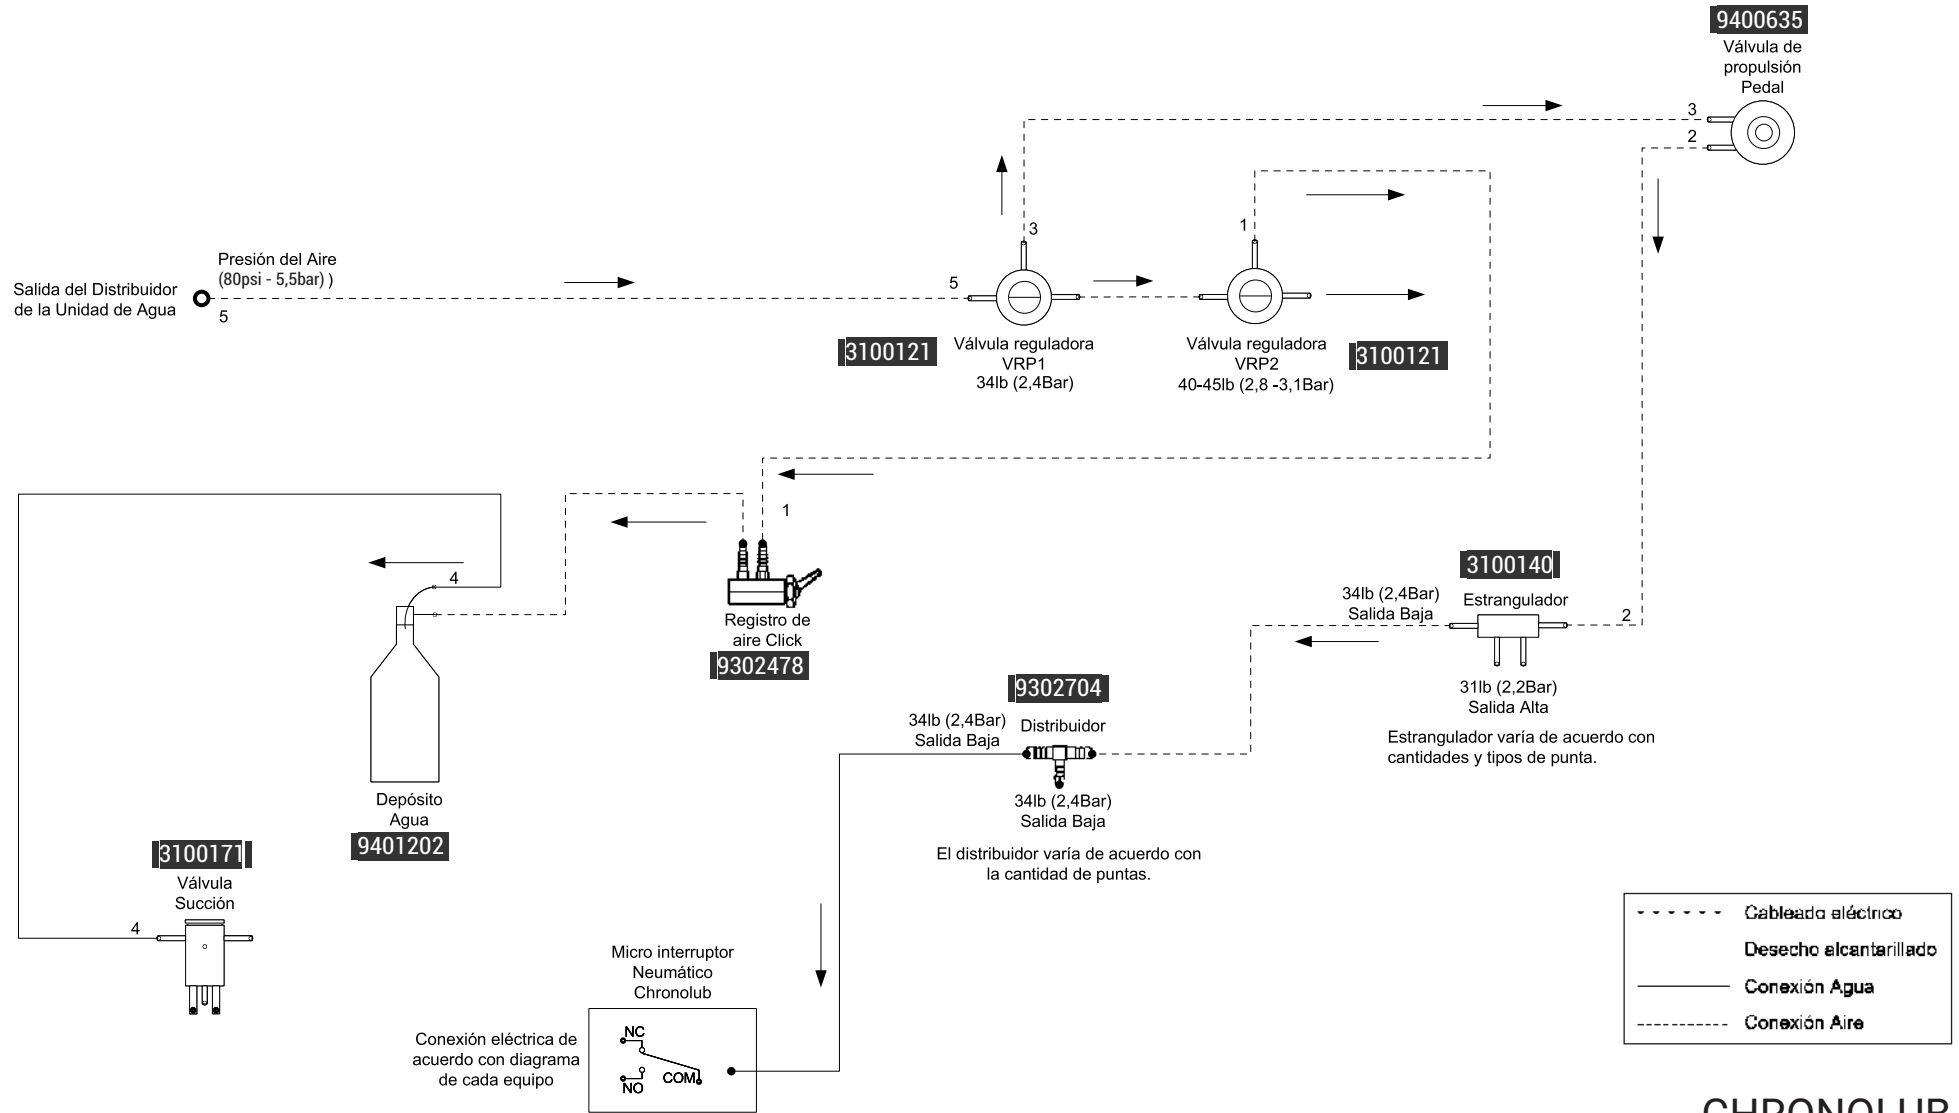 9400635
Válvula de
propulsión
Pedal
3
2
Presión del Aire
(80psi - 5,5bar) )
Salida del Distribuidor
de la Unidad de Agua
5
5
3
1
3100121
Válvula reguladora
VRP1
34lb (2,4Bar)
Válvula reguladora
VRP2
40-45lb (2,8 -3,1Bar)
3100121
1
4
Registro de
aire Click
9302478
3100140
Estrangulador
34lb (2,4Bar)
Salida Baja
2
31lb (2,2Bar)
Salida Alta
Estrangulador varía de acuerdo con
cantidades y tipos de punta.
9302704
Distribuidor
34lb (2,4Bar)
Salida Baja
34lb (2,4Bar)
Salida Baja
El distribuidor varía de acuerdo con
la cantidad de puntas.
Depósito
Agua
9401202
3100171
Válvula
Succión
4
Micro interruptor
Neumático
Chronolub
Conexión eléctrica de
acuerdo con diagrama
de cada equipo
NC
NO
COM
Cableado eléctrico
Desecho alcantarillado
Conexión Agua
Conexión Aire
CHRONOLUB